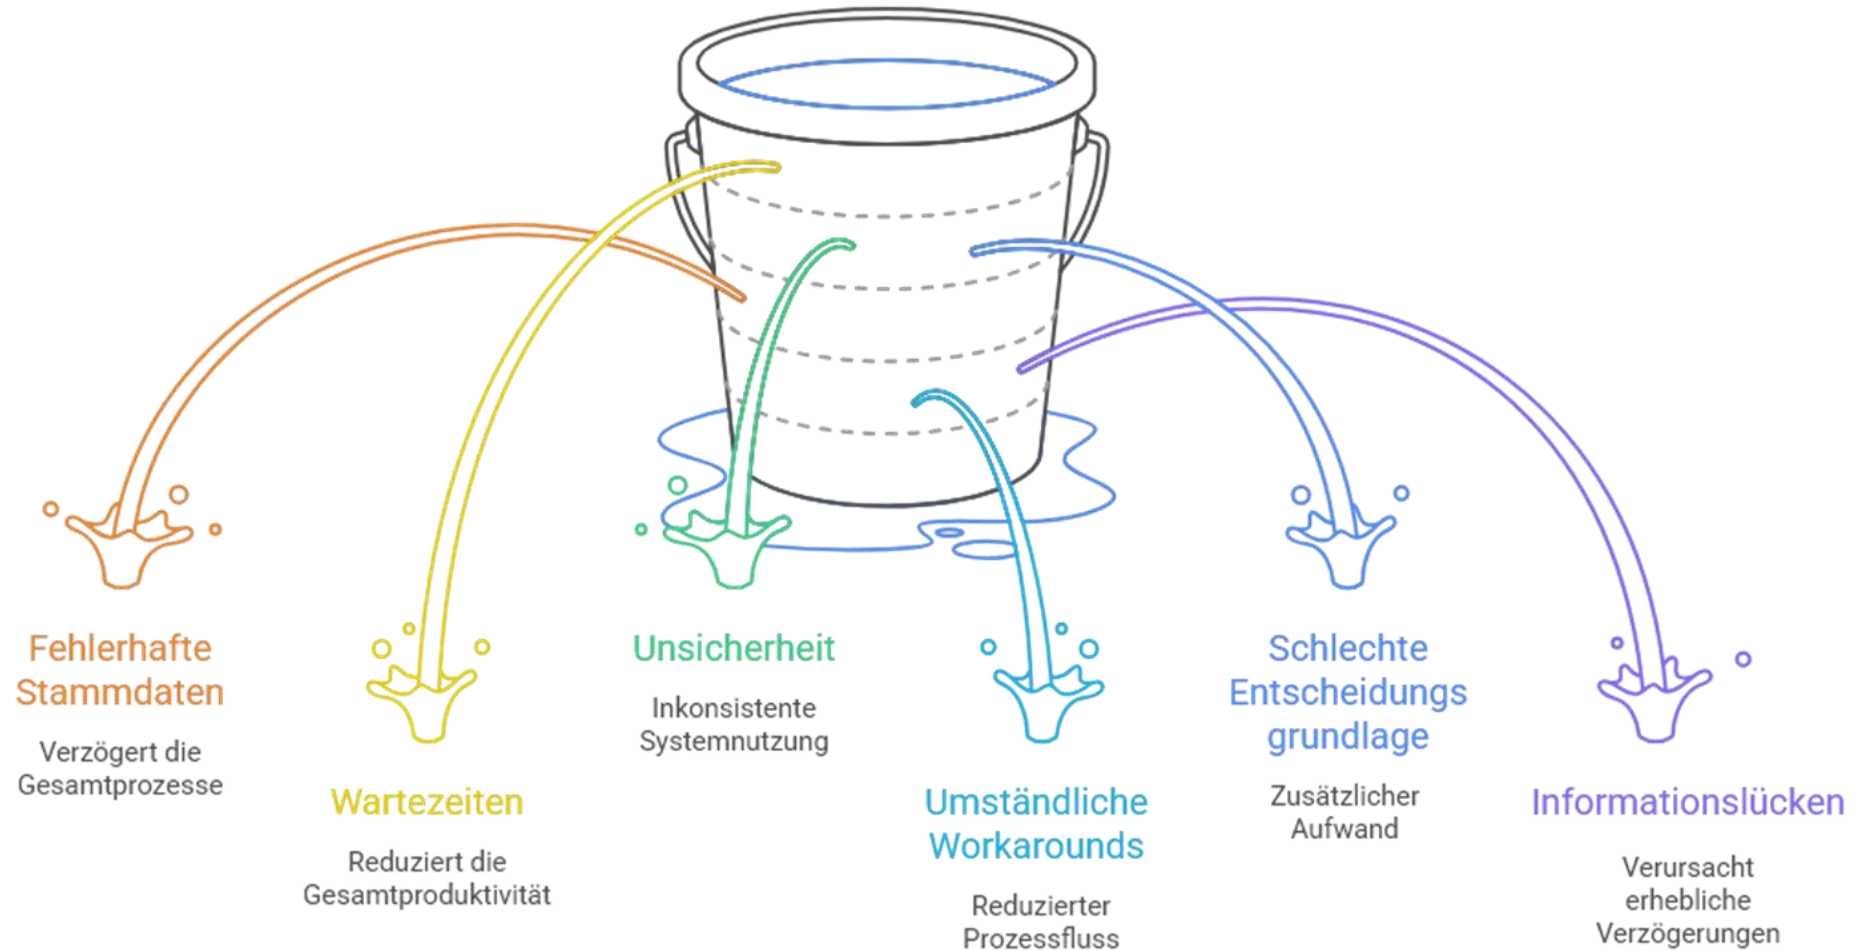 Fehlerhafte
Stammdaten
Verzögert die
Gesamtprozesse
Wartezeiten
Reduziert die
Gesamtproduktivität
Unsicherheit
Inkonsistente
Systemnutzung
Umständliche
Workarounds
Reduzierter
Prozessfluss
Schlechte
Entscheidungs
grundlage
Zusätzlicher
Aufwand
Informationslücken
Verursacht
erhebliche
Verzögerungen